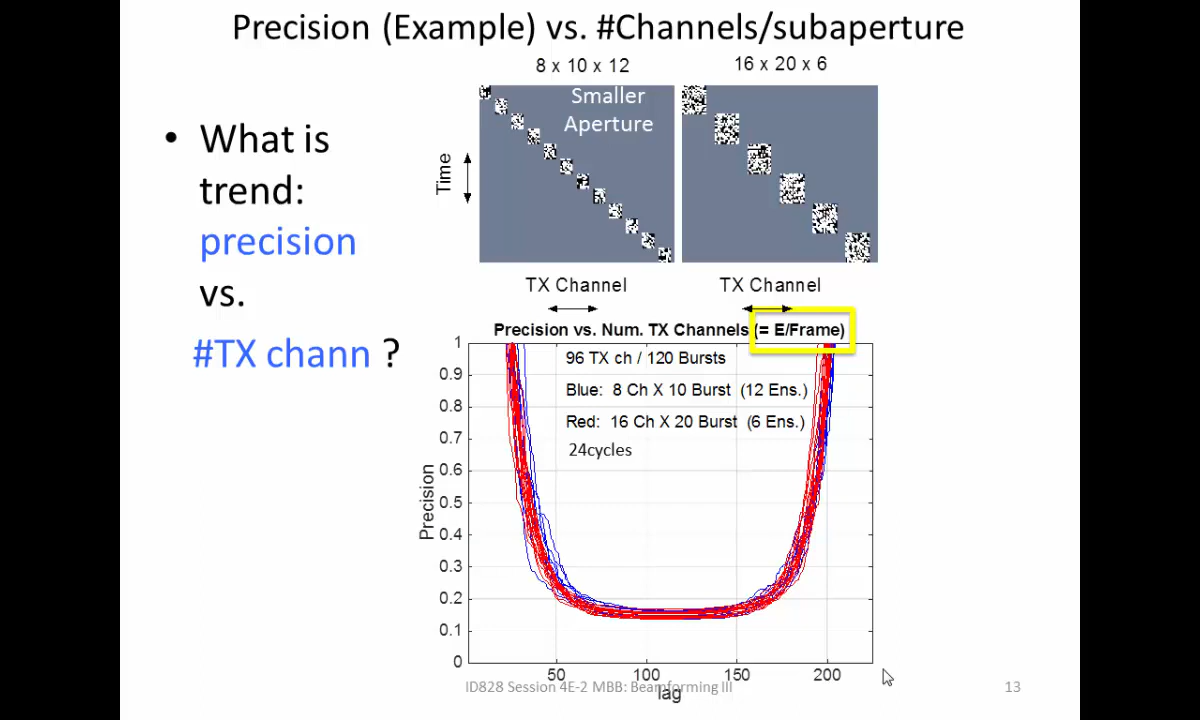 Precision (Example) vs. #Channels/subaperture
8 x 10 x 12
16 x 20 x 6
Smaller
Aperture
• What is
trend:
precision
vs.
#TX chann ?
Time
TX Channel
TX Channel
Precision vs. Num. TX Channels (= E/Frame)
96 TX ch / 120 Bursts
Blue: 8 Ch X 10 Burst (12 Ens.)
Red: 16 Ch X 20 Burst (6 Ens.)
24cycles
Precision
1
0.9
0.8
0.7
0.6
0.5
0.4
0.3
0.2
0.1
0
50
100
150
200
lag
ID828 Session 4E-2 MBB: Beamforming III
13